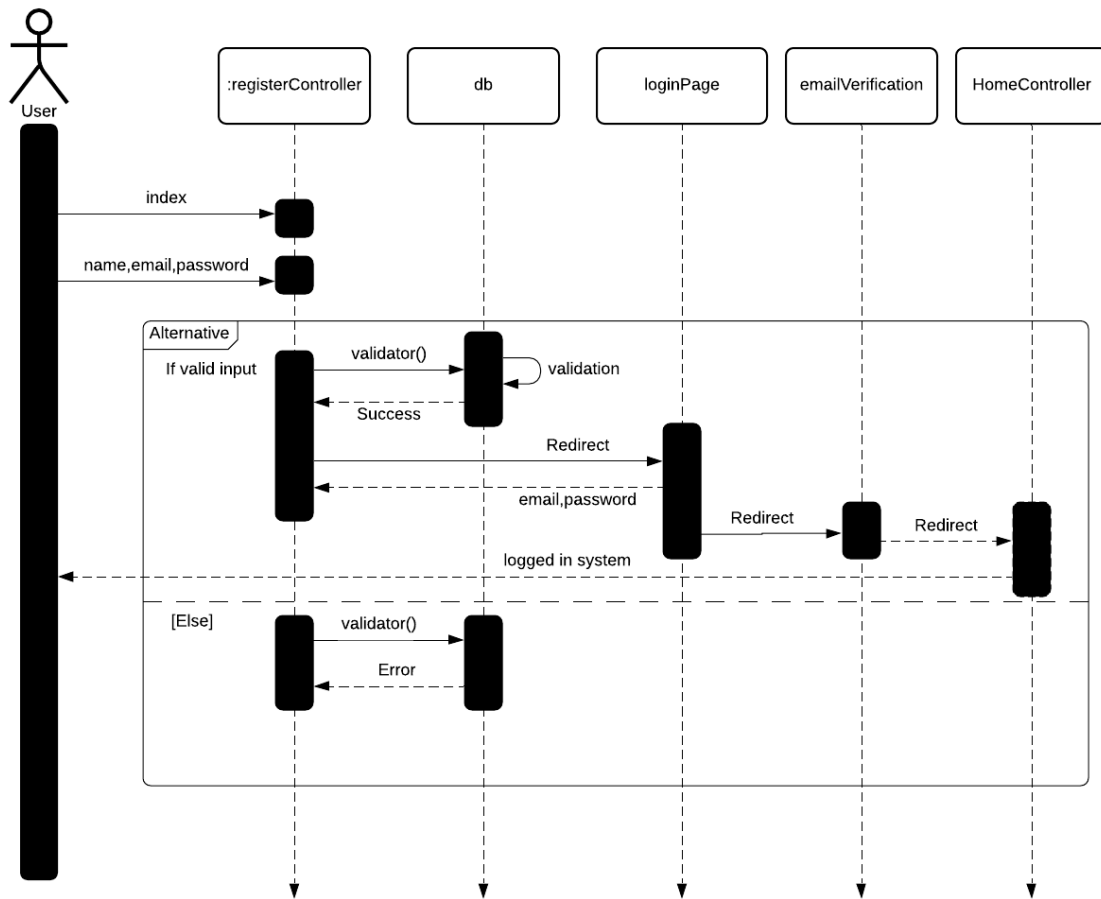 User
:registerController
db
loginPage
emailVerification
HomeController
index
name,email,password
Alternative
If valid input
validator()
validation
Success
Redirect
email,password
Redirect
Redirect
logged in system
[Else]
validator()
Error